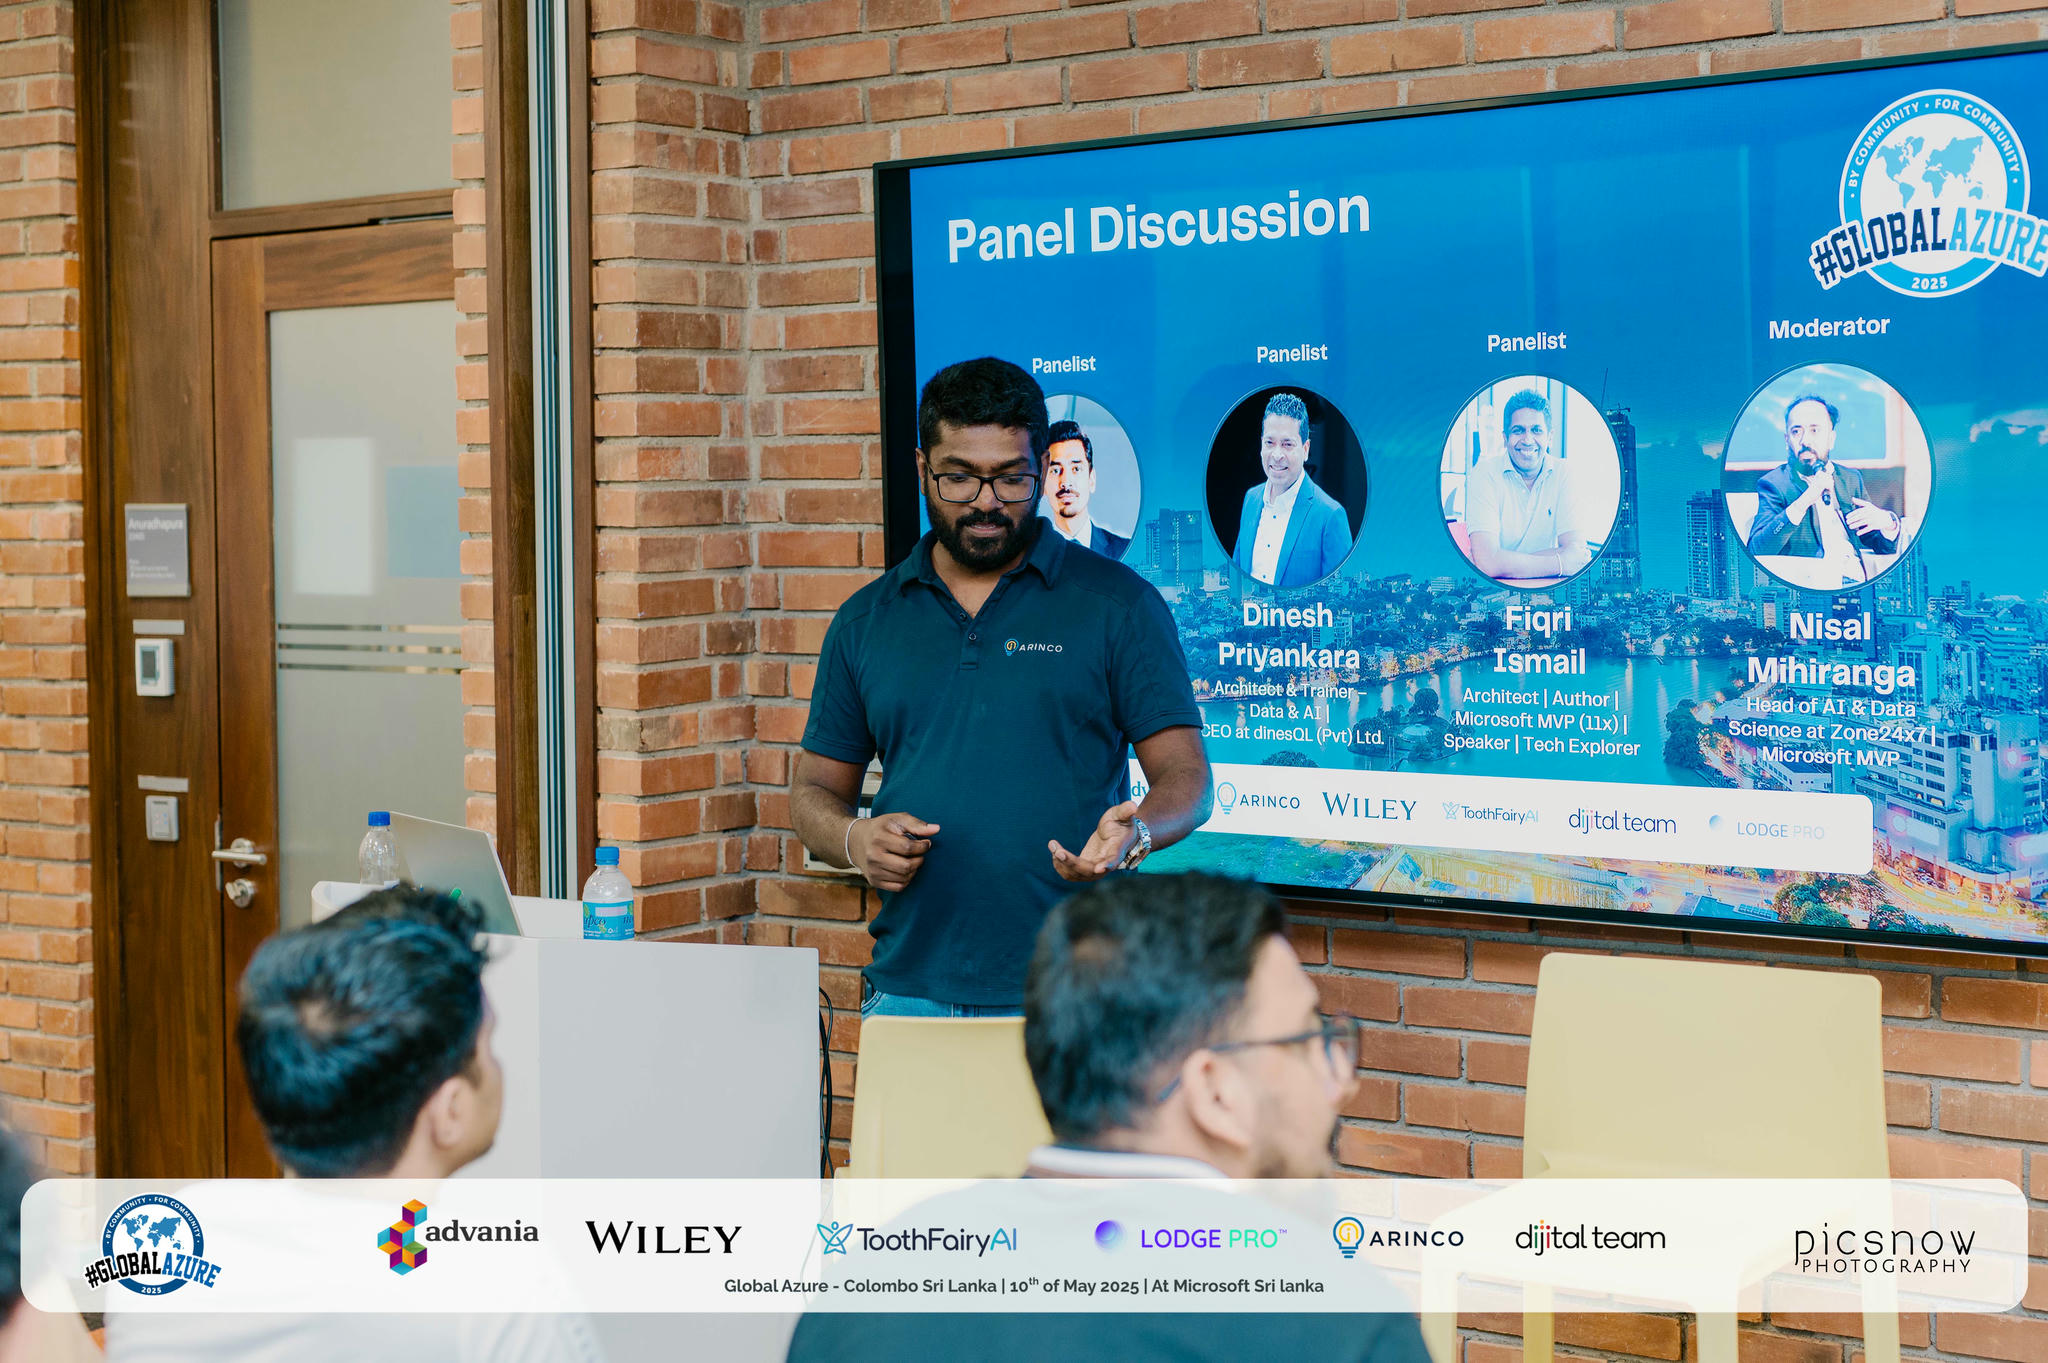 BY COMMUNITY • FOR COMMUNITY
#GLOBALAZURE
2025
Panel Discussion
Panelist
Panelist
Panelist
Moderator
Dinesh
Priyankara
Architect & Trainer –
Data & AI |
CEO at dinesQL (Pvt) Ltd.
Fiqri
Ismail
Architect | Author |
Microsoft MVP (11x) |
Speaker | Tech Explorer
Nisal
Mihiranga
Head of AI & Data
Science at Zone24x7 |
Microsoft MVP
ARINCO
WILEY
ToothFairyAI
dijital team
LODGE PRO
Anuradhapura
ARINCO
BY COMMUNITY • FOR COMMUNITY
#GLOBALAZURE
2025
advania
WILEY
ToothFairyAI
LODGE PRO™
ARINCO
dijital team
picsnow
PHOTOGRAPHY
Global Azure - Colombo Sri Lanka | 10th of May 2025 | At Microsoft Sri lanka